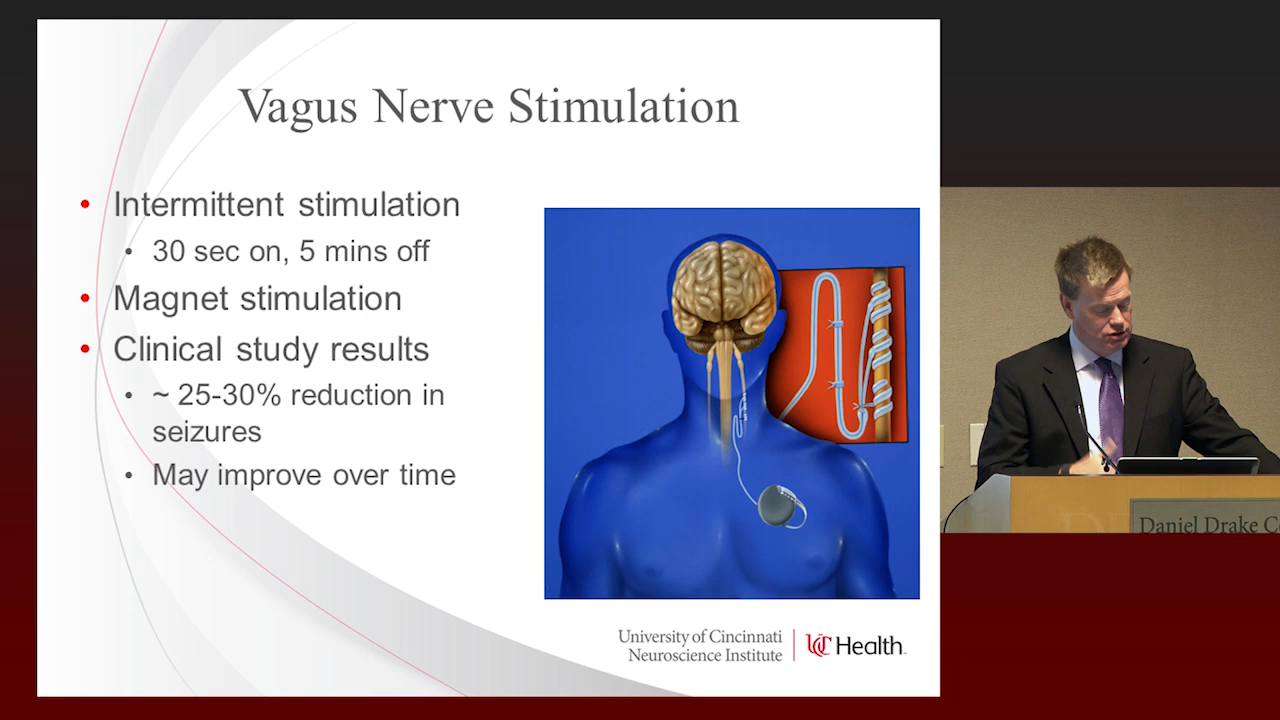 Vagus Nerve Stimulation
• Intermittent stimulation
• 30 sec on, 5 mins off
• Magnet stimulation
• Clinical study results
• ~ 25-30% reduction in
seizures
• May improve over time
University of Cincinnati
Neuroscience Institute
UC Health
Daniel Drake